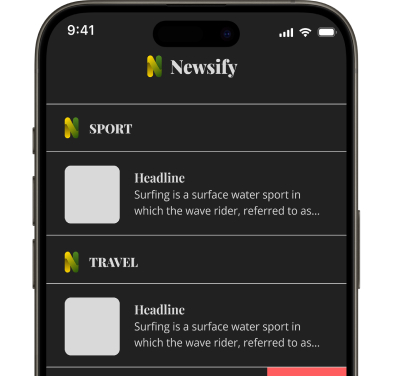 9:41
Newsify
SPORT
Headline
Surfing is a surface water sport in
which the wave rider, referred to as...
TRAVEL
Headline
Surfing is a surface water sport in
which the wave rider, referred to as...